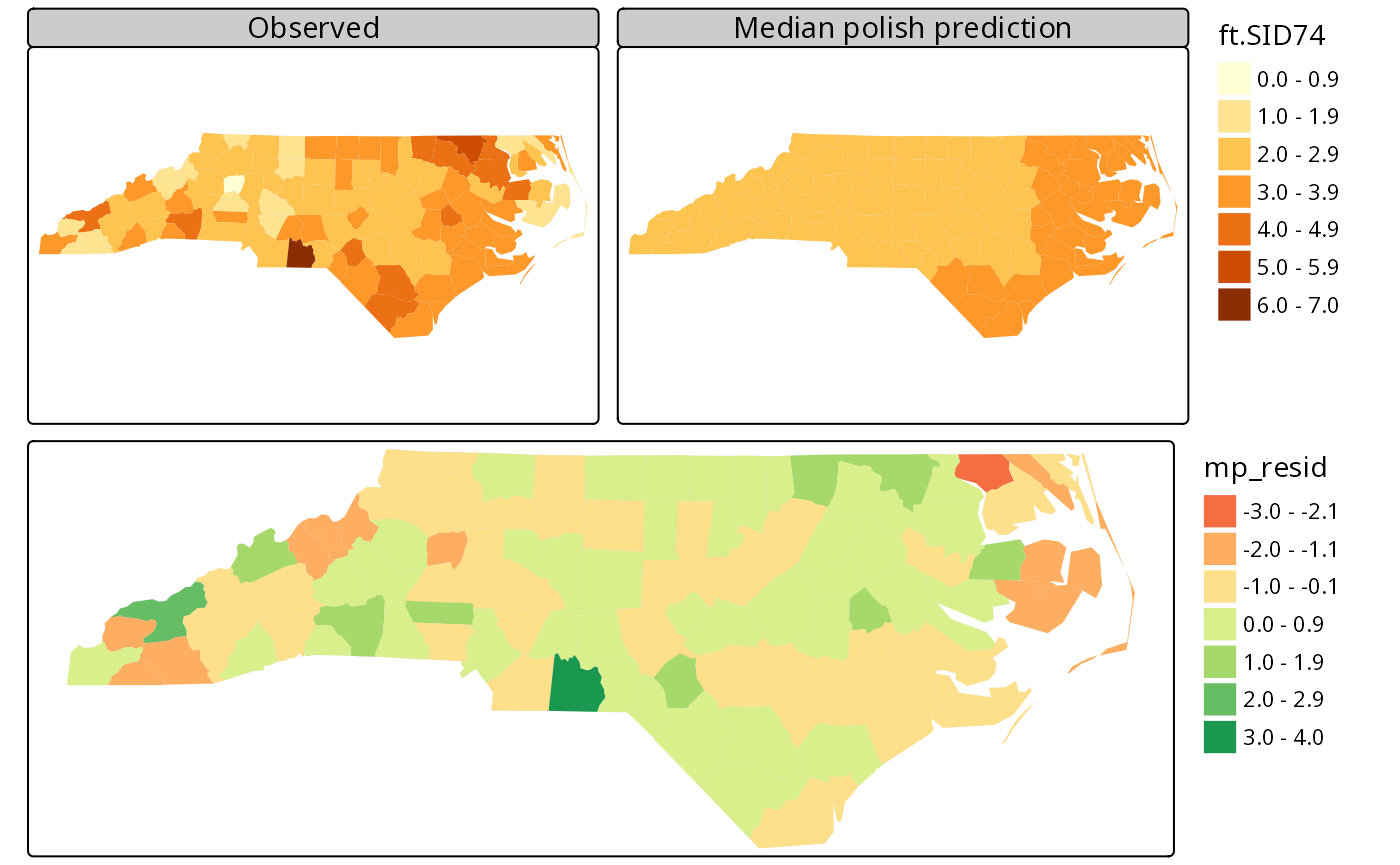 Observed
Median polish prediction
ft.SID74
0.0 - 0.9
1.0 - 1.9
2.0 - 2.9
3.0 - 3.9
4.0 - 4.9
5.0 - 5.9
6.0 - 7.0
mp_resid
-3.0 - -2.1
-2.0 - -1.1
-1.0 - -0.1
0.0 - 0.9
1.0 - 1.9
2.0 - 2.9
3.0 - 4.0